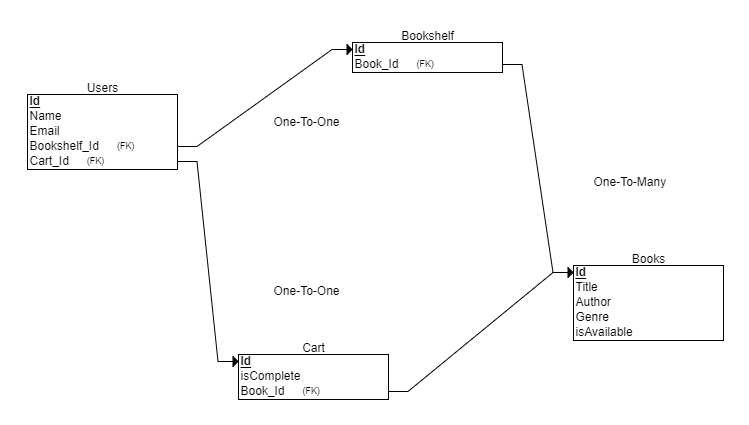 Bookshelf
Id
Book_Id (FK)
Users
Id
Name
Email
Bookshelf_Id (FK)
Cart_Id (FK)
One-To-One
One-To-Many
Books
Id
Title
Author
Genre
isAvailable
One-To-One
Cart
Id
isComplete
Book_Id (FK)